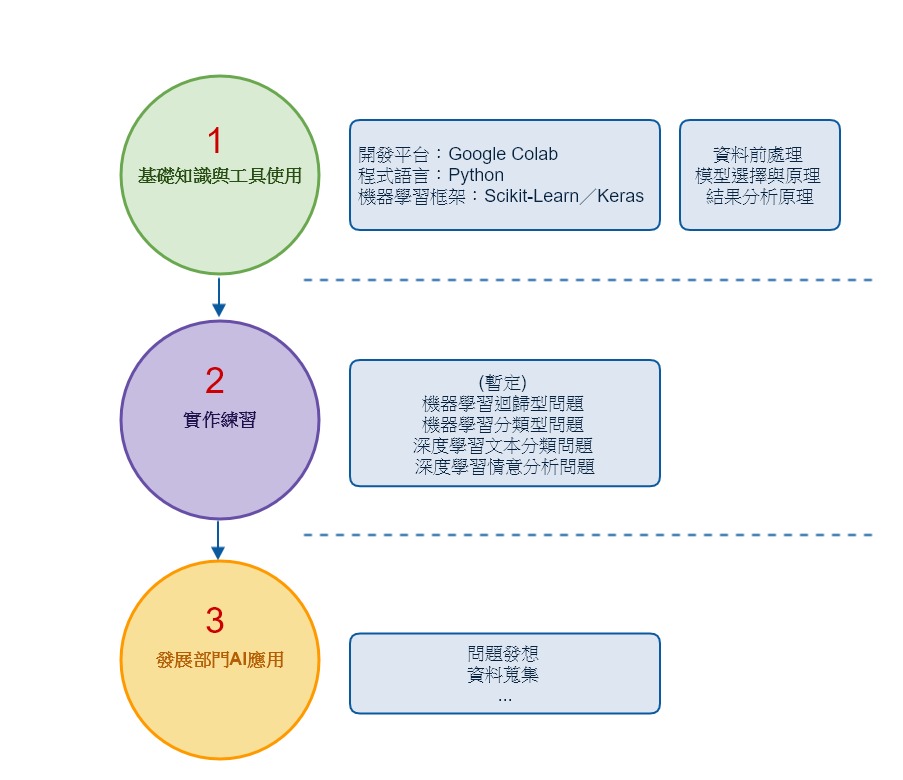 1
基礎知識與工具使用
開發平台：Google Colab
程式語言：Python
機器學習框架：Scikit-Learn／Keras
資料前處理
模型選擇與原理
結果分析原理
2
實作練習
(暫定)
機器學習迴歸型問題
機器學習分類型問題
深度學習文本分類問題
深度學習情意分析問題
3
發展部門AI應用
問題發想
資料蒐集
...